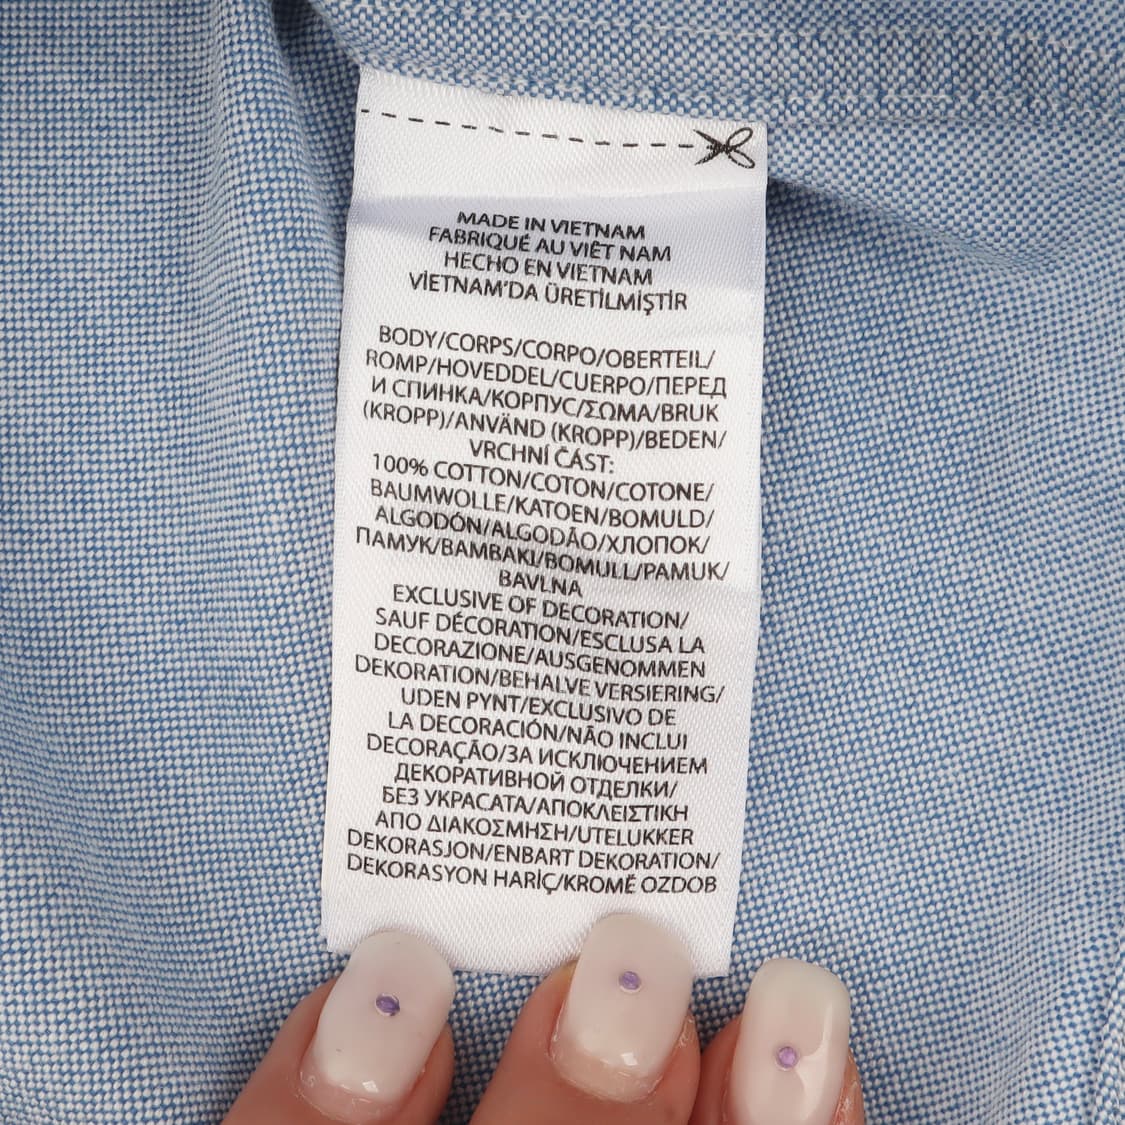 MADE IN VIETNAM
FABRIQUÉ AU VIÊT NAM
HECHO EN VIETNAM
VİETNAM'DA ÜRETİLMİŞTİR
BODY/CORPS/CORPO/OBERTEIL/
ROMP/HOVEDDEL/CUERPO/ПЕРЕД
И СПИНКА/КОРПУС/ΣΩΜΑ/BRUK
(KROPP)/ANVÄND (KROPP)/BEDEN/
VRCHNÍ ČÁST:
100% COTTON/COTON/COTONE/
BAUMWOLLE/KATOEN/BOMULD/
ALGODÓN/ALGODÃO/ХЛОПОК/
ПАМУК/BAMBAKI/BOMULL/PAMUK/
BAVLNA
EXCLUSIVE OF DECORATION/
SAUF DÉCORATION/ESCLUSA LA
DECORAZIONE/AUSGENOMMEN
DEKORATION/BEHALVE VERSIERING/
UDEN PYNT/EXCLUSIVO DE
LA DECORACIÓN/NÃO INCLUI
DECORAÇÃO/ЗА ИСКЛЮЧЕНИЕМ
ДЕКОРАТИВНОЙ ОТДЕЛКИ/
БЕЗ УКРАСАТА/ΑΠΟΚΛΕΙΣΤΙΚΗ
ΑΠΟ ΔΙΑΚΟΣΜΗΣΗ/UTELUKKER
DEKORASJON/ENBART DEKORATION/
DEKORASYON HARİÇ/KROMĚ OZDOB